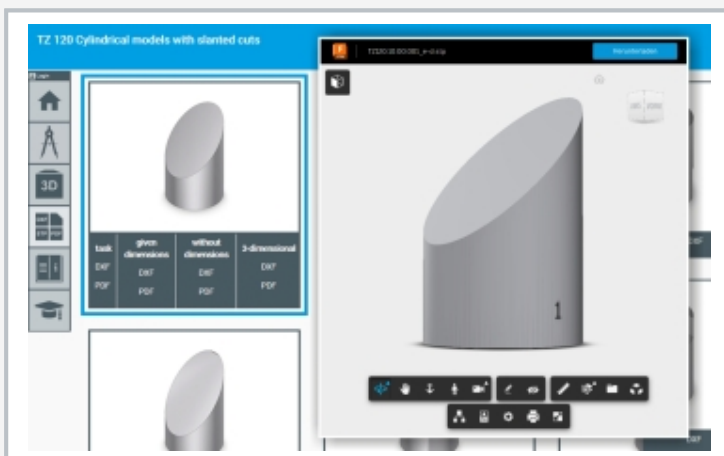 TZ 120 Cylindrical models with slanted cuts
Herunterladen
3D
task
given dimensions
without dimensions
3-dimensional
DXF
DXF
DXF
DXF
PDF
PDF
PDF
PDF
1
DXF